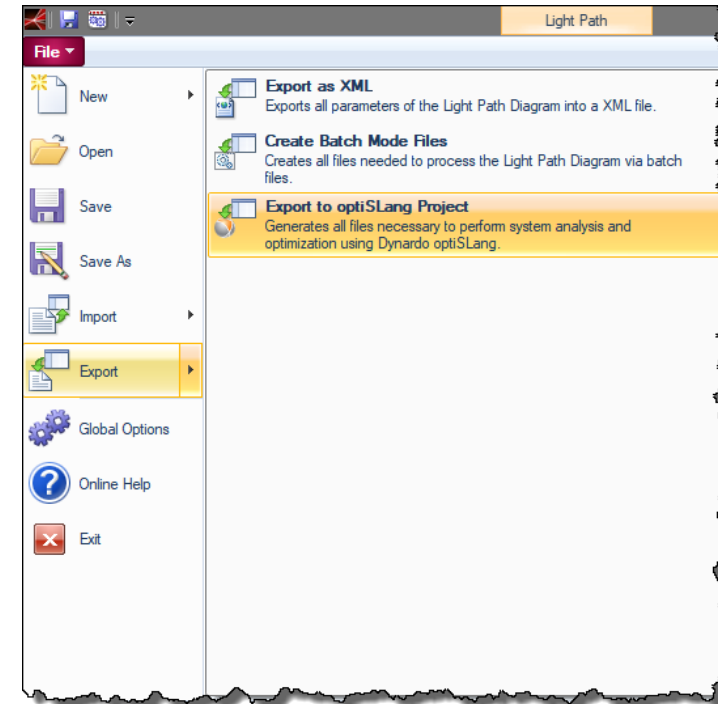 Light Path
File
New
Open
Save
Save As
Import
Export
Global Options
Online Help
Exit
Export as XML
Exports all parameters of the Light Path Diagram into a XML file.
Create Batch Mode Files
Creates all files needed to process the Light Path Diagram via batch
files.
Export to optiSLang Project
Generates all files necessary to perform system analysis and
optimization using Dynardo optiSLang.